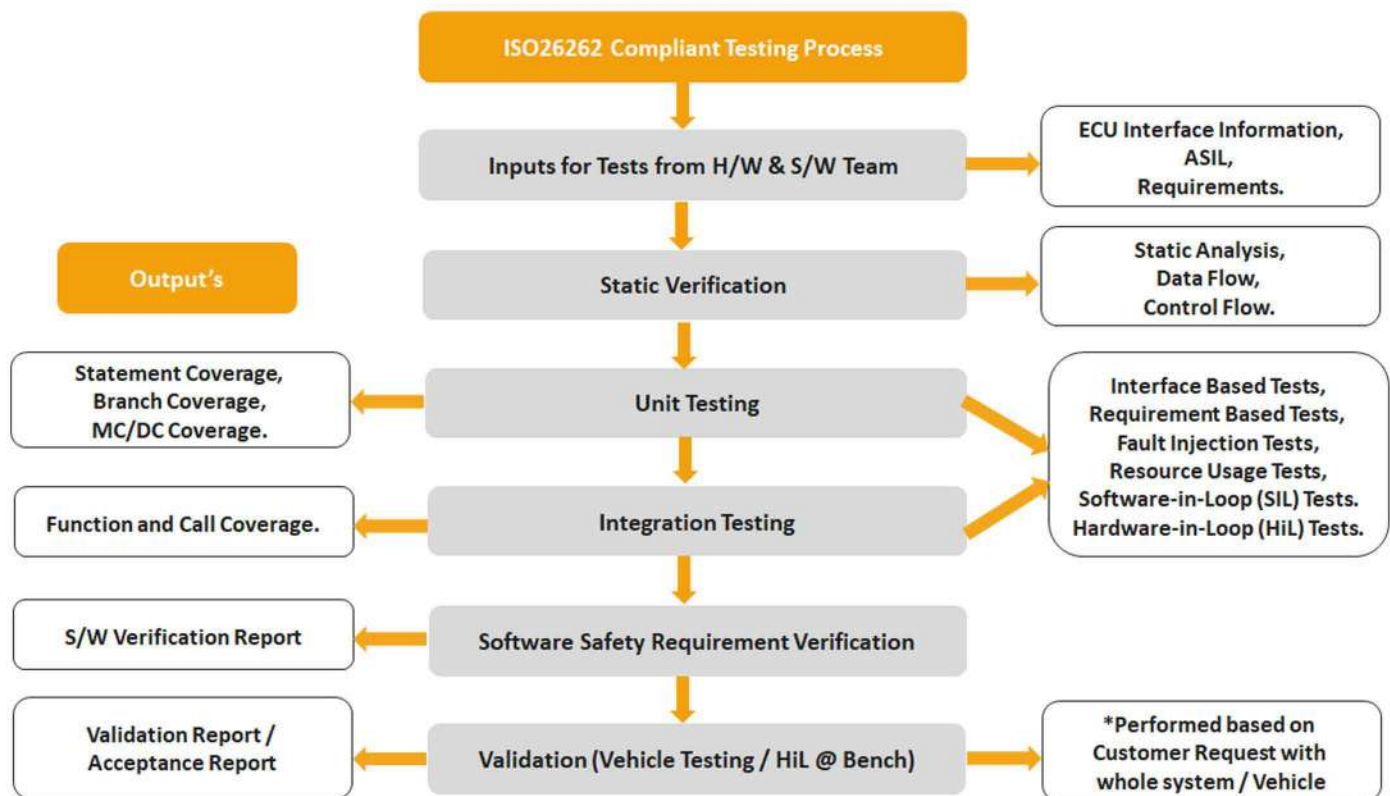 ISO26262 Compliant Testing Process
Inputs for Tests from H/W & S/W Team
ECU Interface Information,
ASIL,
Requirements.
Output's
Static Verification
Static Analysis,
Data Flow,
Control Flow.
Statement Coverage,
Branch Coverage,
MC/DC Coverage.
Unit Testing
Interface Based Tests,
Requirement Based Tests,
Fault Injection Tests,
Resource Usage Tests,
Software-in-Loop (SIL) Tests.
Hardware-in-Loop (HiL) Tests.
Function and Call Coverage.
Integration Testing
S/W Verification Report
Software Safety Requirement Verification
Validation Report /
Acceptance Report
Validation (Vehicle Testing / HiL @ Bench)
*Performed based on
Customer Request with
whole system / Vehicle